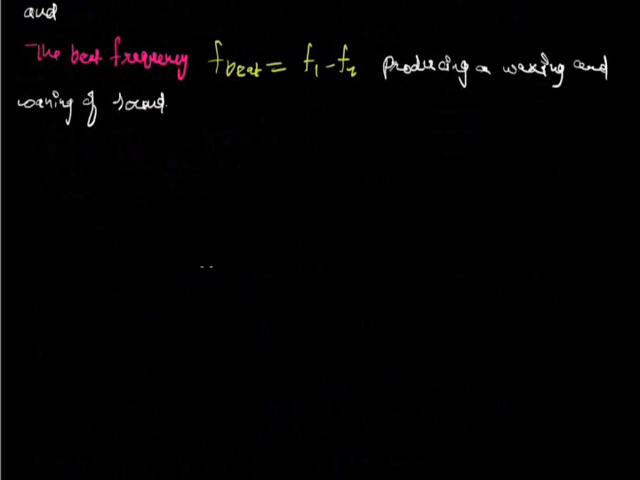 and
The beat frequency fbeat = f₁ - f₂ producing a waxing and
waning of sound.